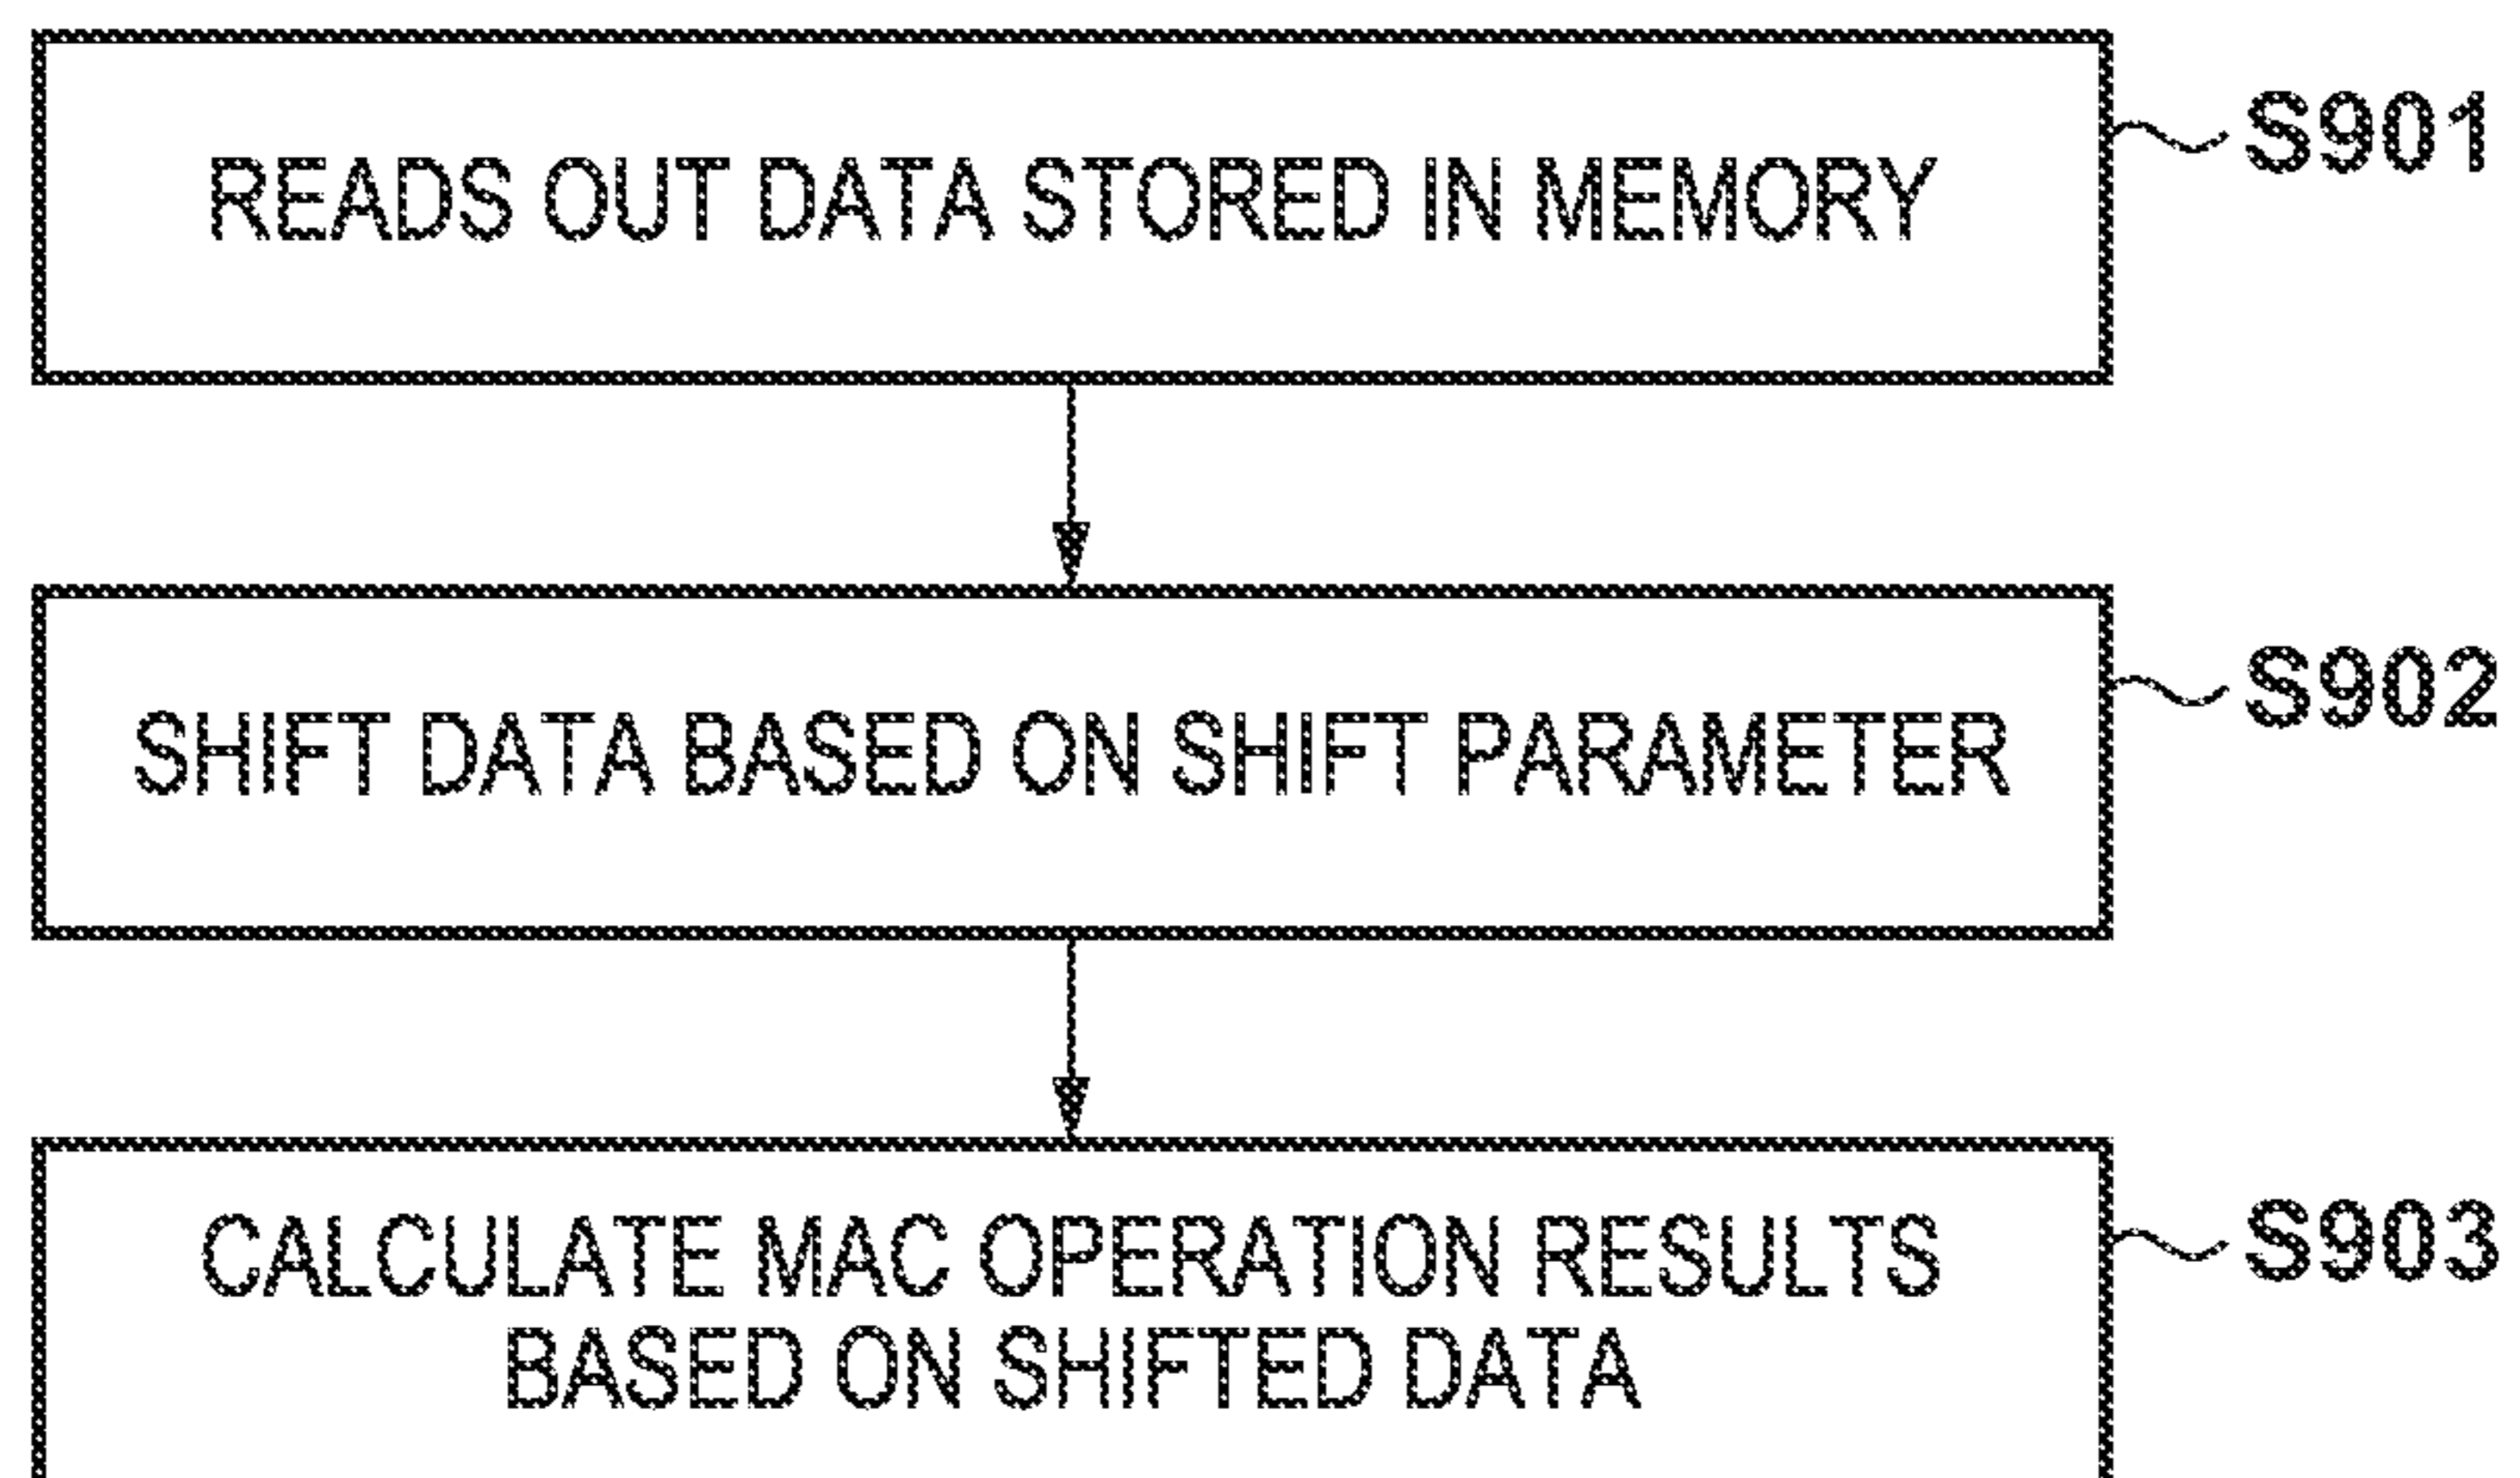 READS OUT DATA STORED IN MEMORY
S901
SHIFT DATA BASED ON SHIFT PARAMETER
S902
CALCULATE MAC OPERATION RESULTS
BASED ON SHIFTED DATA
S903